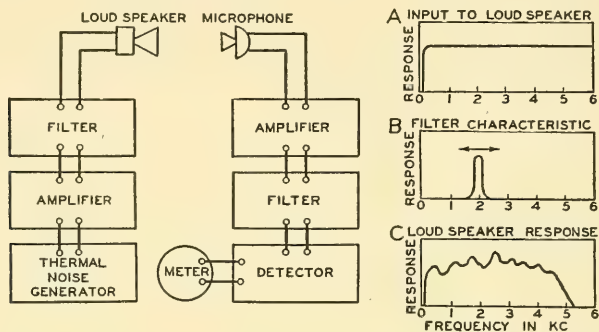 LOUD SPEAKER
MICROPHONE
FILTER
AMPLIFIER
THERMAL
NOISE
GENERATOR
AMPLIFIER
FILTER
DETECTOR
METER
A INPUT TO LOUD SPEAKER
RESPONSE
0 1 2 3 4 5 6
B FILTER CHARACTERISTIC
RESPONSE
0 1 2 3 4 5 6
C LOUD SPEAKER RESPONSE
RESPONSE
0 1 2 3 4 5 6
FREQUENCY IN KC